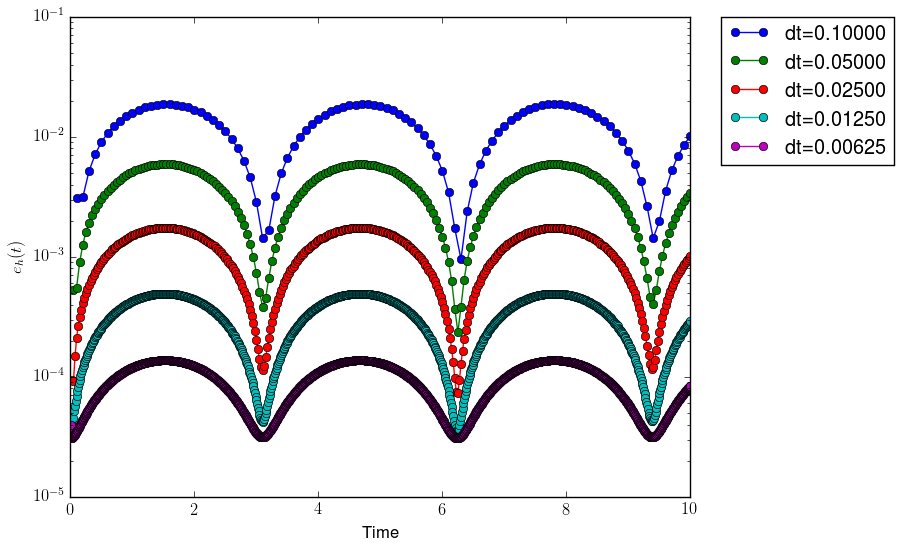 10⁻¹
10⁻²
10⁻³
10⁻⁴
10⁻⁵
e_h(t)
0 2 4 6 8 10
Time
dt=0.10000
dt=0.05000
dt=0.02500
dt=0.01250
dt=0.00625